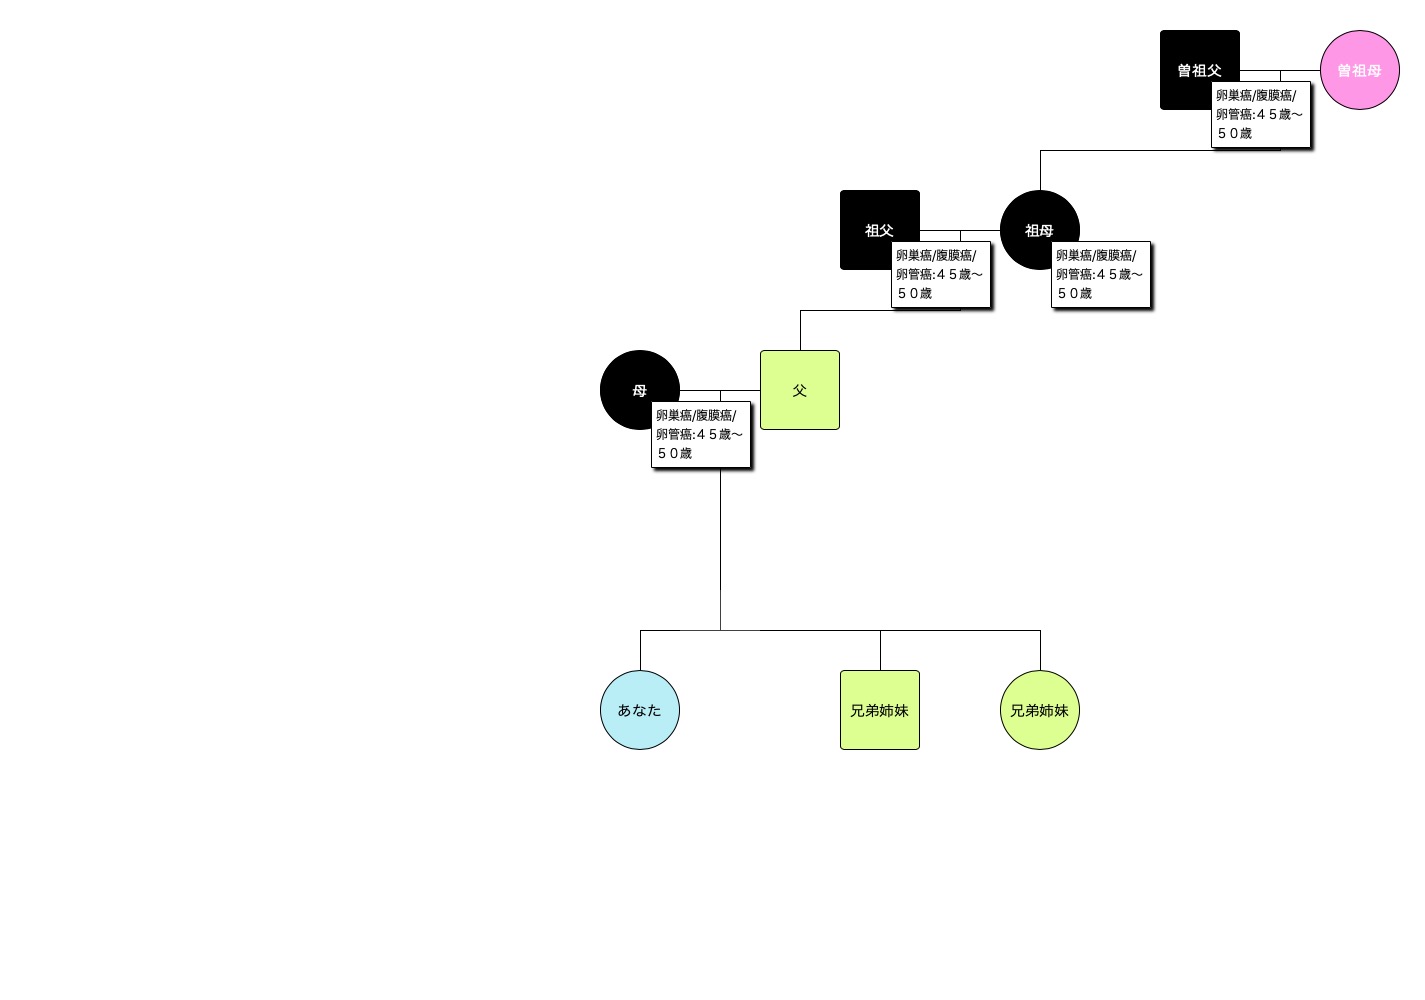 曽祖父
曽祖母
卵巣癌/腹膜癌/
卵管癌:４５歳〜
５０歳
祖父
祖母
卵巣癌/腹膜癌/
卵管癌:４５歳〜
５０歳
卵巣癌/腹膜癌/
卵管癌:４５歳〜
５０歳
母
父
卵巣癌/腹膜癌/
卵管癌:４５歳〜
５０歳
あなた
兄弟姉妹
兄弟姉妹